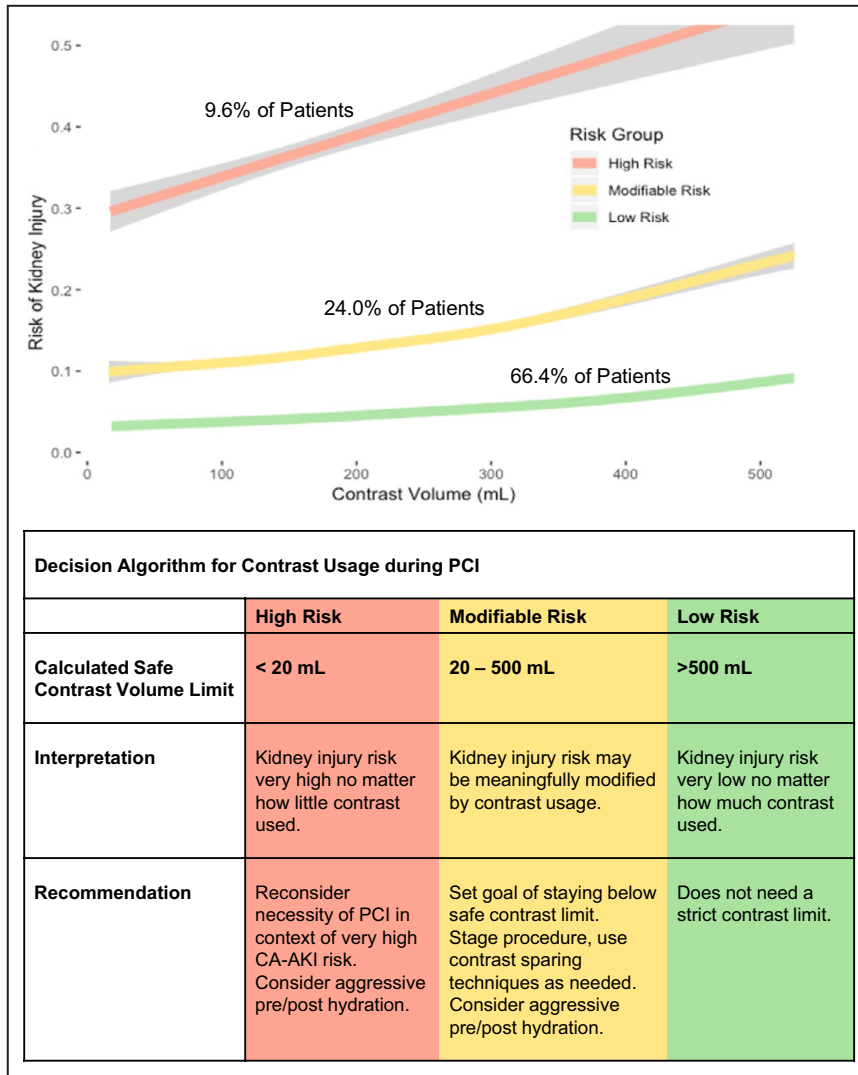 0.5 -
9.6% of Patients
0.4 -
Risk Group
High Risk
Modifiable Risk
Low Risk
Risk of Kidney Injury
0.3 -
0.2 -
24.0% of Patients
0.1 -
66.4% of Patients
0.0 -
0
100
200
300
400
500
Contrast Volume (mL)
Decision Algorithm for Contrast Usage during PCI
High Risk
Modifiable Risk
Low Risk
Calculated Safe
Contrast Volume Limit
< 20 mL
20 – 500 mL
>500 mL
Interpretation
Kidney injury risk
very high no matter
how little contrast
used.
Kidney injury risk may
be meaningfully modified
by contrast usage.
Kidney injury risk
very low no matter
how much contrast
used.
Recommendation
Reconsider
necessity of PCI in
context of very high
CA-AKI risk.
Consider aggressive
pre/post hydration.
Set goal of staying below
safe contrast limit.
Stage procedure, use
contrast sparing
techniques as needed.
Consider aggressive
pre/post hydration.
Does not need a
strict contrast limit.